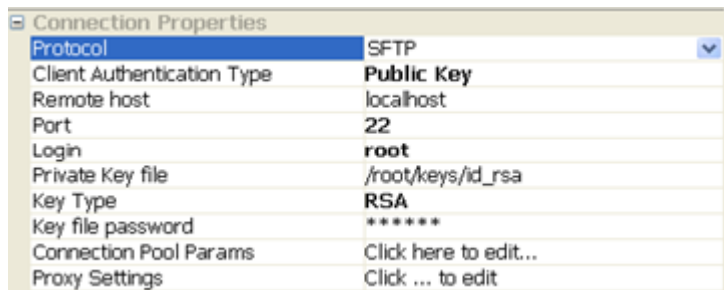 Connection Properties
Protocol SFTP
Client Authentication Type Public Key
Remote host localhost
Port 22
Login root
Private Key file /root/keys/id_rsa
Key Type RSA
Key file password ******
Connection Pool Params Click here to edit...
Proxy Settings Click ... to edit